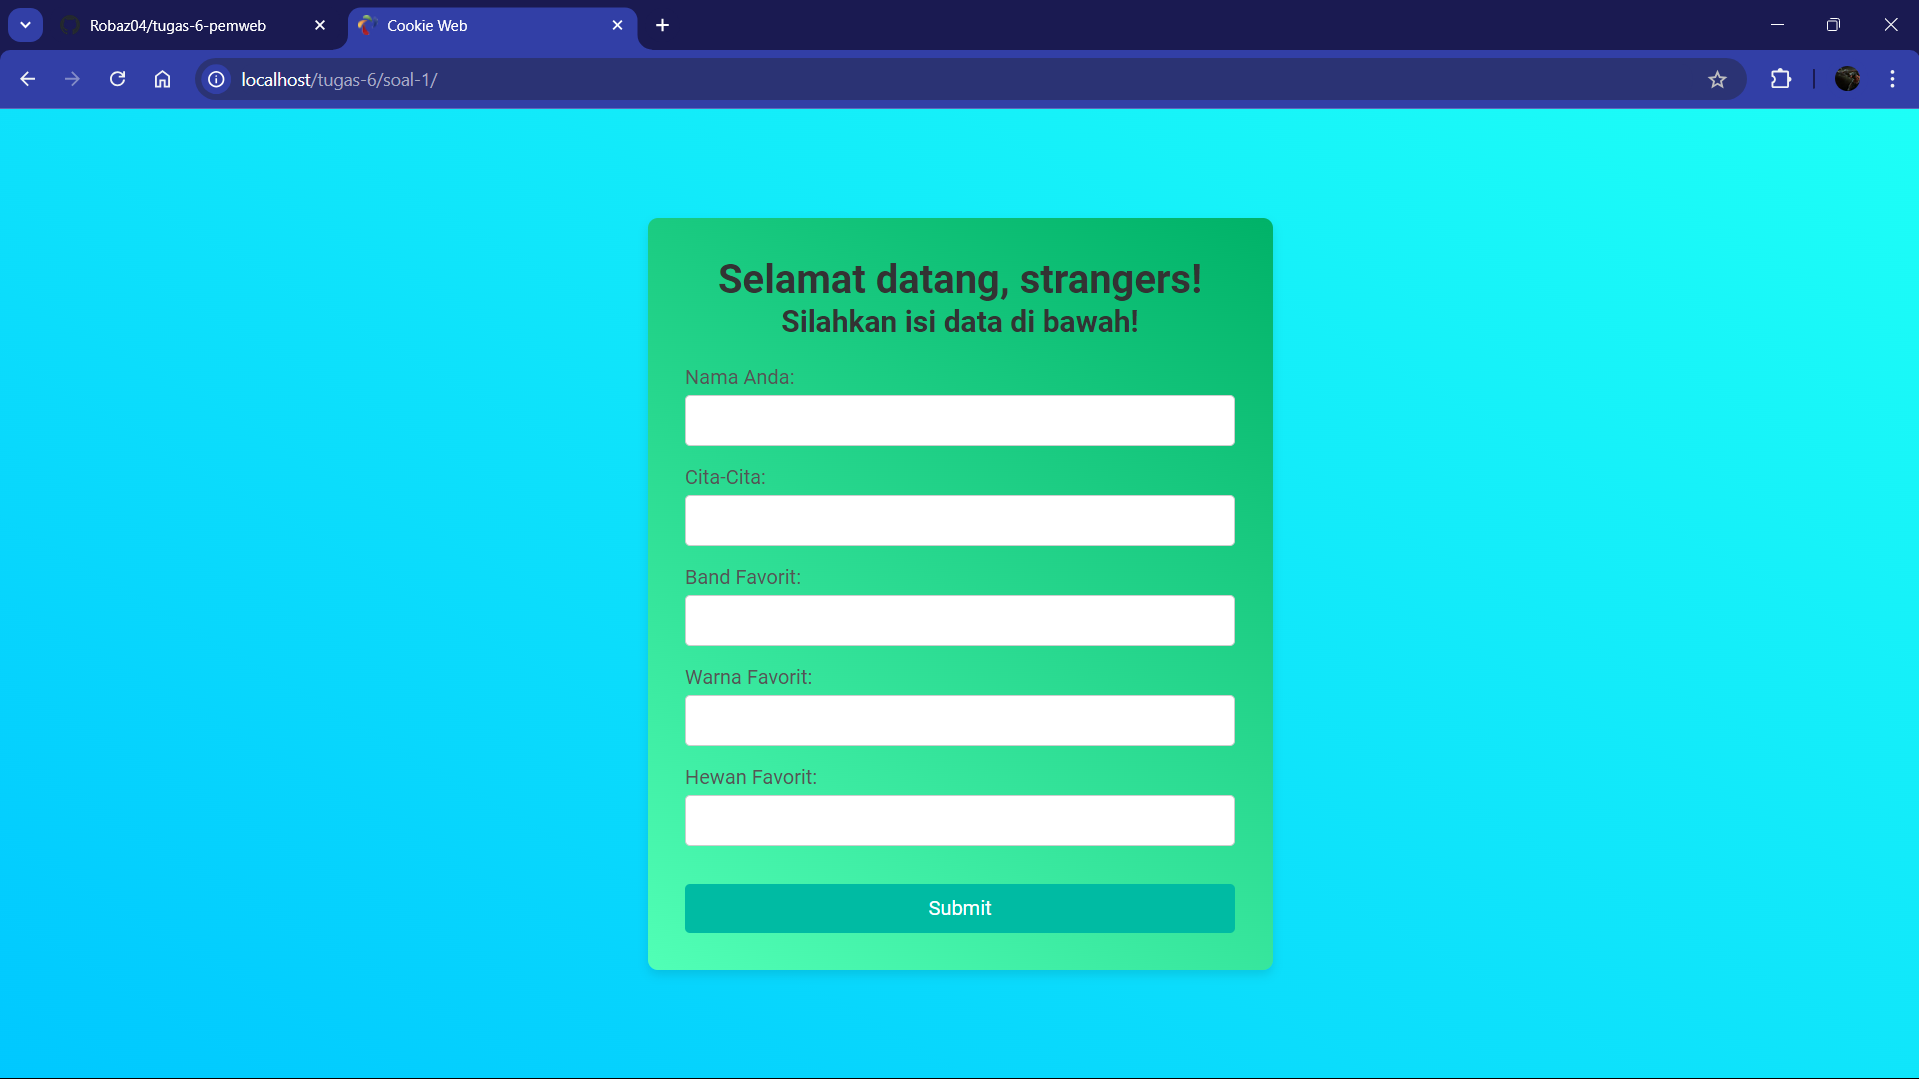 Robaz04/tugas-6-pemweb
Cookie Web
localhost/tugas-6/soal-1/
Selamat datang, strangers!
Silahkan isi data di bawah!
Nama Anda:
Cita-Cita:
Band Favorit:
Warna Favorit:
Hewan Favorit:
Submit